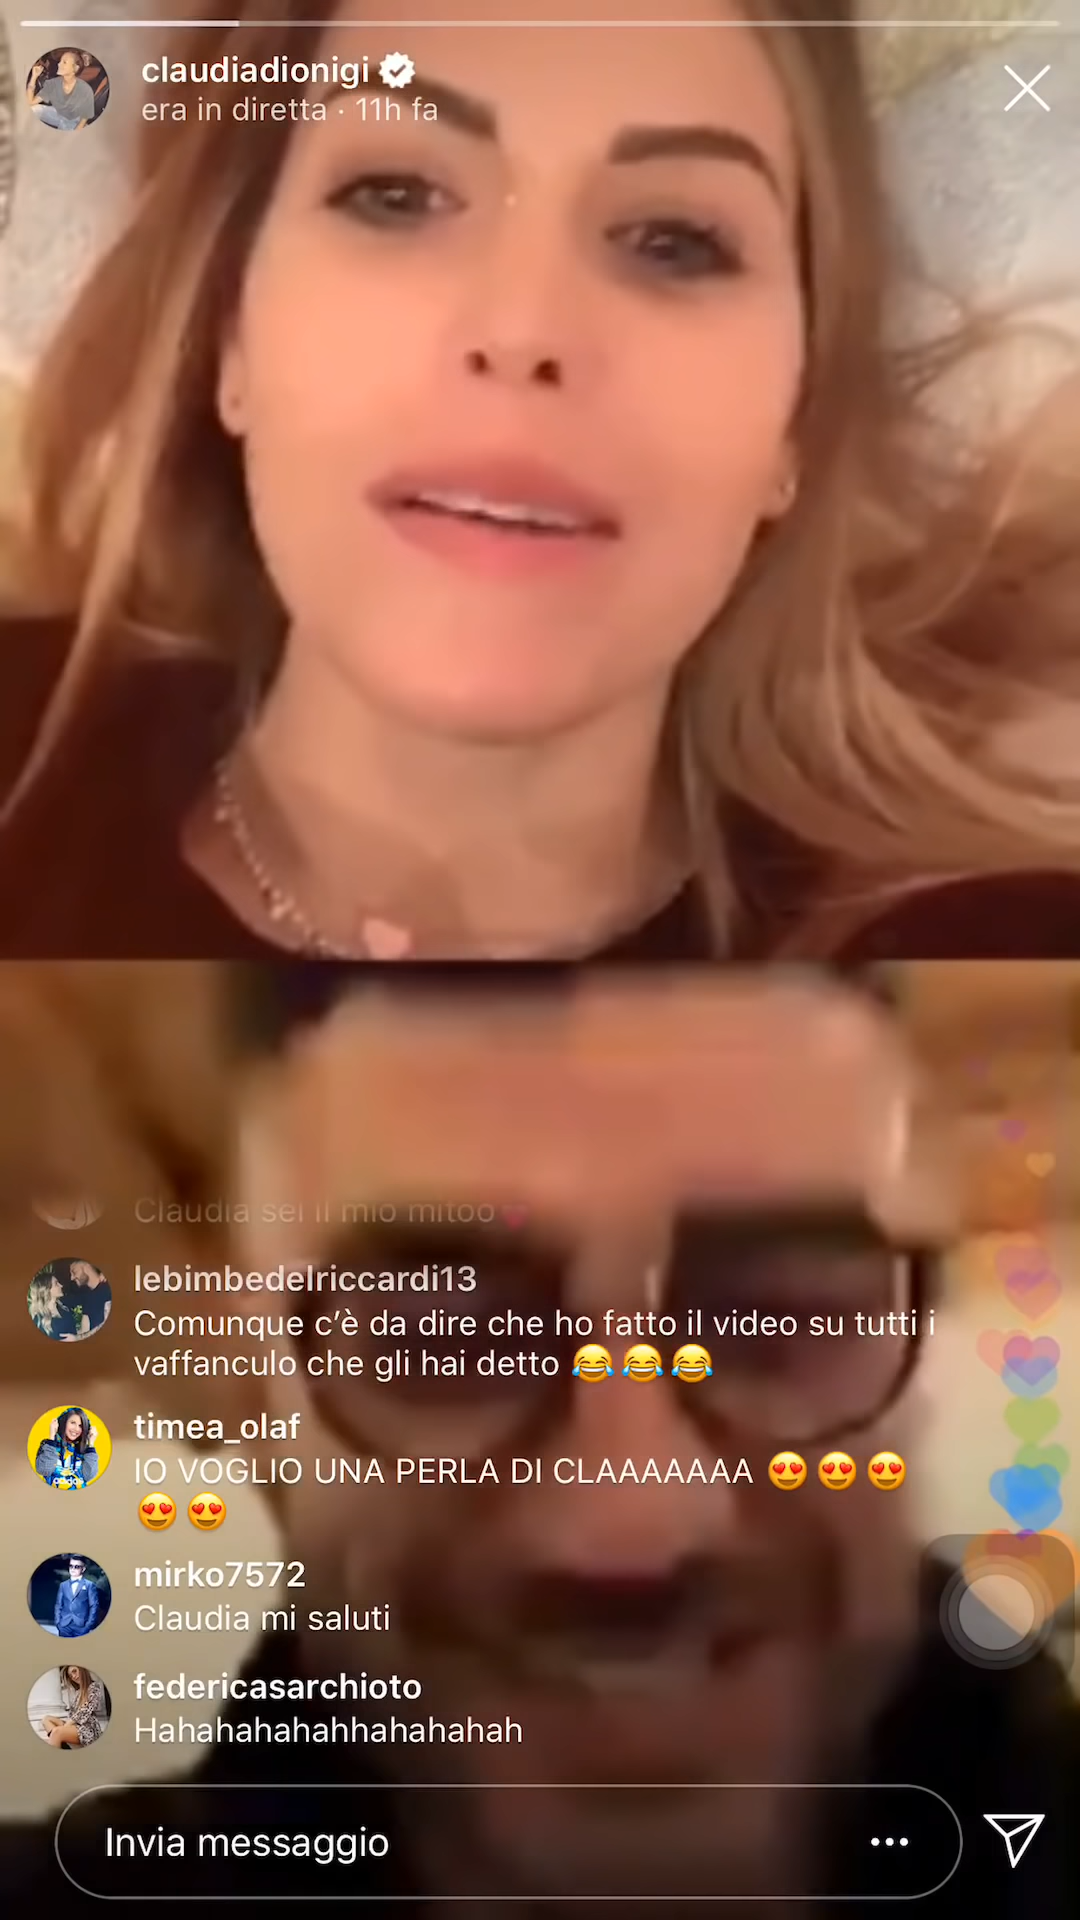 claudiadionigi
era in diretta · 11h fa
Claudia sei il mio mitoo
lebimbedelriccardi13
Comunque c'è da dire che ho fatto il video su tutti i
vaffanculo che gli hai detto 😂😂😂
timea_olaf
IO VOGLIO UNA PERLA DI CLAAAAAAA 😍😍😍
😍😍
mirko7572
Claudia mi saluti
federicasarchioto
Hahahahahahhahahahah
Invia messaggio